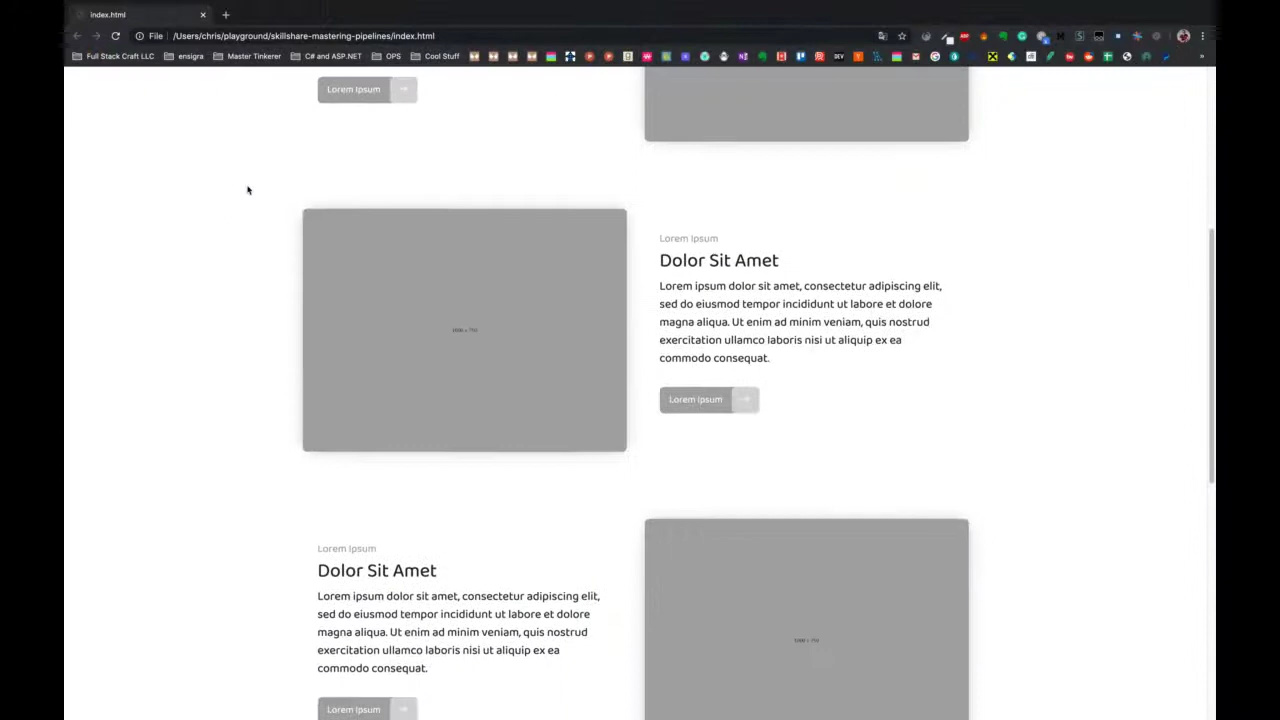 index.html
File
/Users/chris/playground/skillshare-mastering-pipelines/index.html
Full Stack Craft LLC
ensigra
Master Tinkerer
C# and ASP.NET
OPS
Cool Stuff
DEV
Lorem Ipsum
Lorem Ipsum
Dolor Sit Amet
Lorem ipsum dolor sit amet, consectetur adipiscing elit,
sed do eiusmod tempor incididunt ut labore et dolore
magna aliqua. Ut enim ad minim veniam, quis nostrud
exercitation ullamco laboris nisi ut aliquip ex ea
commodo consequat.
Lorem Ipsum
Lorem Ipsum
Dolor Sit Amet
Lorem ipsum dolor sit amet, consectetur adipiscing elit,
sed do eiusmod tempor incididunt ut labore et dolore
magna aliqua. Ut enim ad minim veniam, quis nostrud
exercitation ullamco laboris nisi ut aliquip ex ea
commodo consequat.
Lorem Ipsum